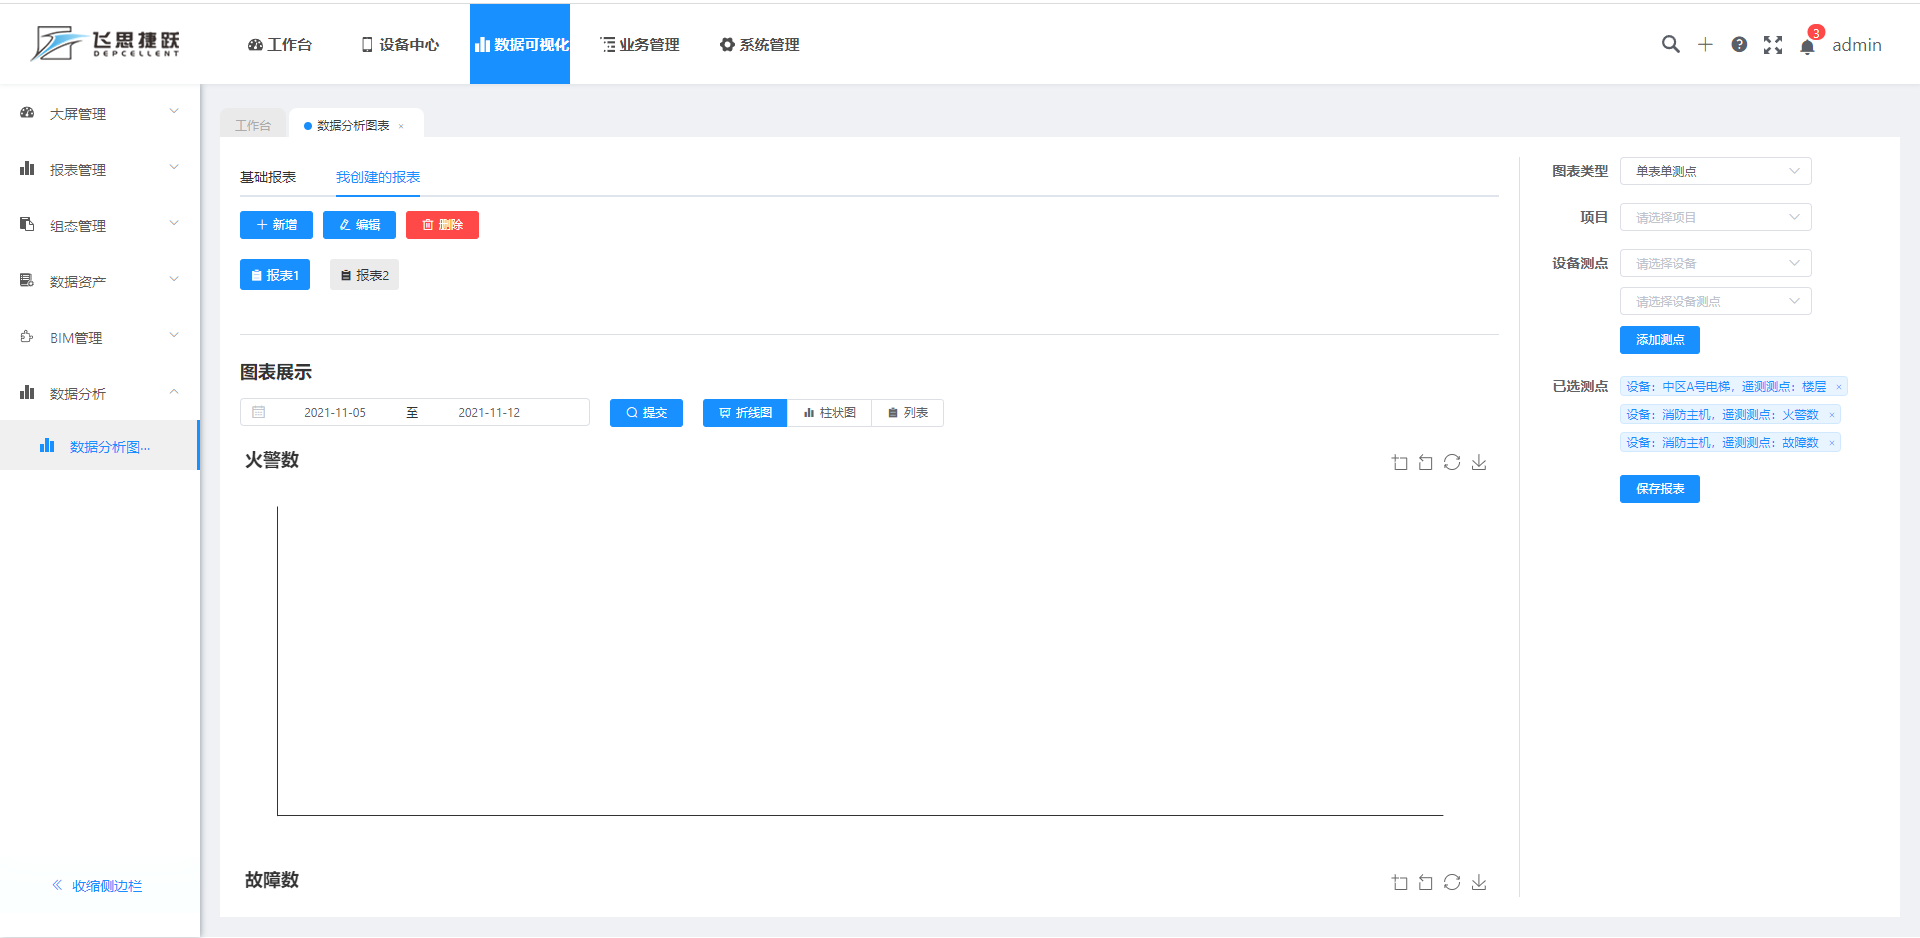 飞思捷跃
DEPCELLENT
工作台
设备中心
数据可视化
业务管理
系统管理
3
admin
大屏管理
报表管理
组态管理
数据资产
BIM管理
数据分析
数据分析图...
收缩侧边栏
工作台
数据分析图表
基础报表
我创建的报表
新增
编辑
删除
报表1
报表2
图表展示
2021-11-05 至 2021-11-12
提交
折线图
柱状图
列表
火警数
故障数
图表类型 单表单测点
项目 请选择项目
设备测点 请选择设备
请选择设备测点
添加测点
已选测点 设备：中区A号电梯，遥测测点：楼层 ×
设备：消防主机，遥测测点：火警数 ×
设备：消防主机，遥测测点：故障数 ×
保存报表